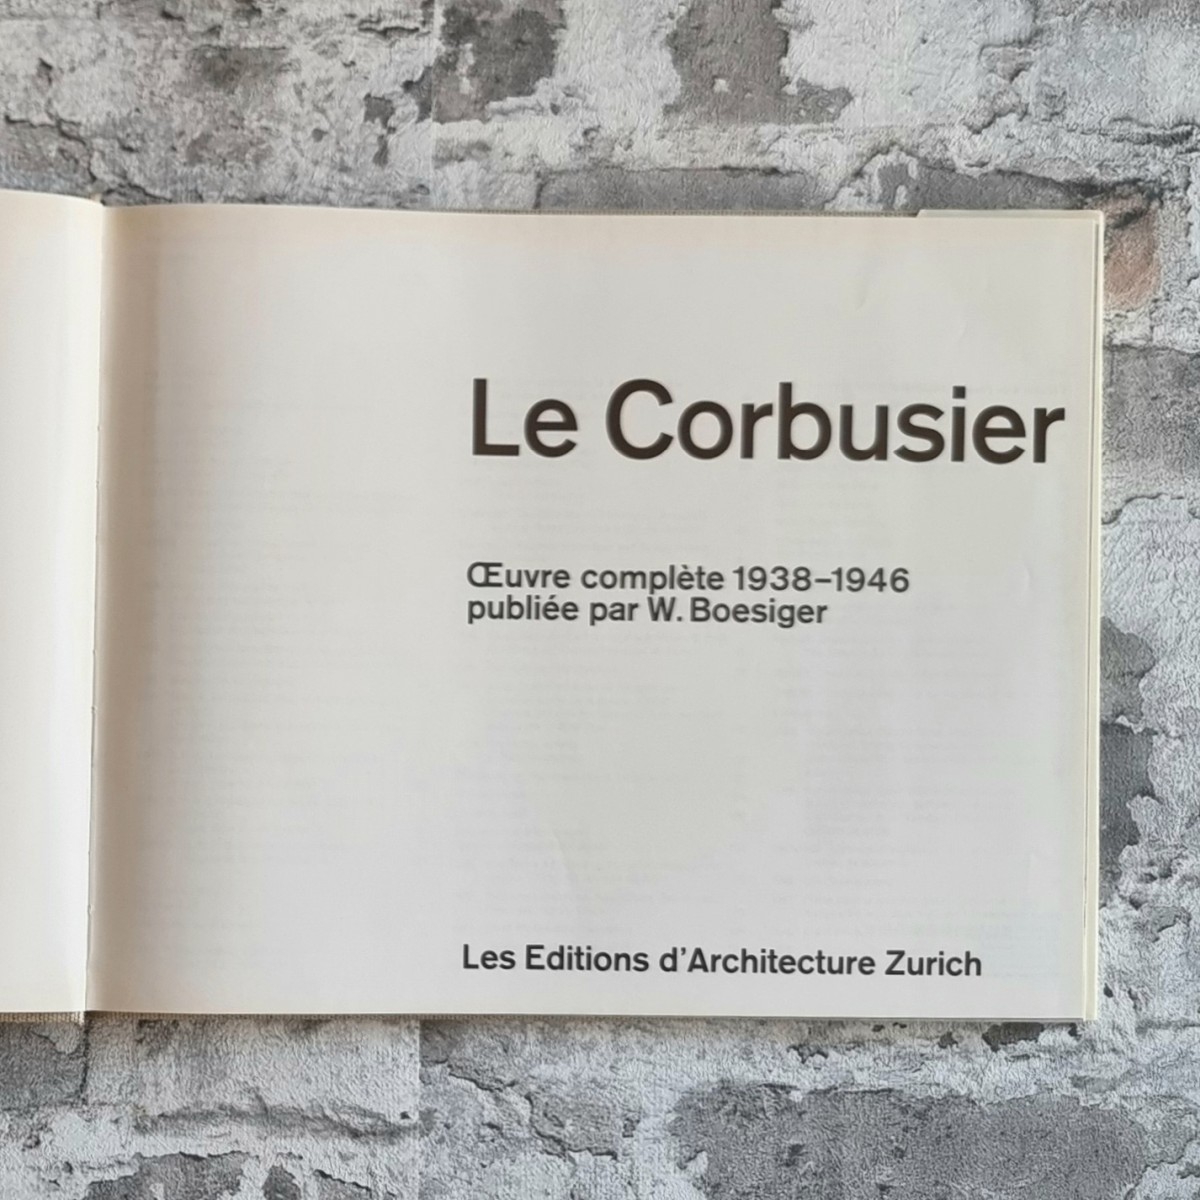 Le Corbusier
Œuvre complète 1938–1946
publiée par W. Boesiger
Les Editions d'Architecture Zurich